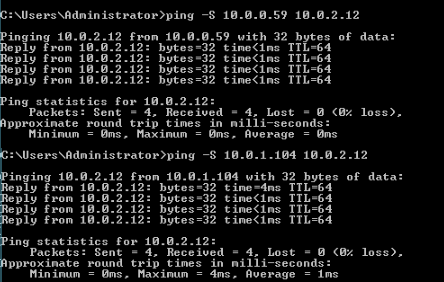 C:\Users\Administrator>ping -S 10.0.0.59 10.0.2.12
Pinging 10.0.2.12 from 10.0.0.59 with 32 bytes of data:
Reply from 10.0.2.12: bytes=32 time<1ms TTL=64
Reply from 10.0.2.12: bytes=32 time<1ms TTL=64
Reply from 10.0.2.12: bytes=32 time<1ms TTL=64
Reply from 10.0.2.12: bytes=32 time<1ms TTL=64
Ping statistics for 10.0.2.12:
    Packets: Sent = 4, Received = 4, Lost = 0 (0% loss),
Approximate round trip times in milli-seconds:
    Minimum = 0ms, Maximum = 0ms, Average = 0ms
C:\Users\Administrator>ping -S 10.0.1.104 10.0.2.12
Pinging 10.0.2.12 from 10.0.1.104 with 32 bytes of data:
Reply from 10.0.2.12: bytes=32 time=4ms TTL=64
Reply from 10.0.2.12: bytes=32 time<1ms TTL=64
Reply from 10.0.2.12: bytes=32 time<1ms TTL=64
Reply from 10.0.2.12: bytes=32 time<1ms TTL=64
Ping statistics for 10.0.2.12:
    Packets: Sent = 4, Received = 4, Lost = 0 (0% loss),
Approximate round trip times in milli-seconds:
    Minimum = 0ms, Maximum = 4ms, Average = 1ms